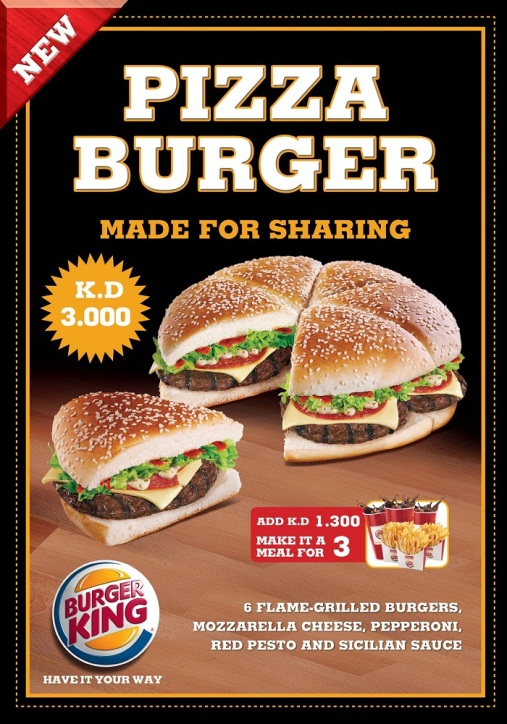 NEW
PIZZA
BURGER
MADE FOR SHARING
K.D
3.000
ADD K.D 1.300
MAKE IT A
MEAL FOR 3
6 FLAME-GRILLED BURGERS,
MOZZARELLA CHEESE, PEPPERONI,
RED PESTO AND SICILIAN SAUCE
BURGER
KING
HAVE IT YOUR WAY